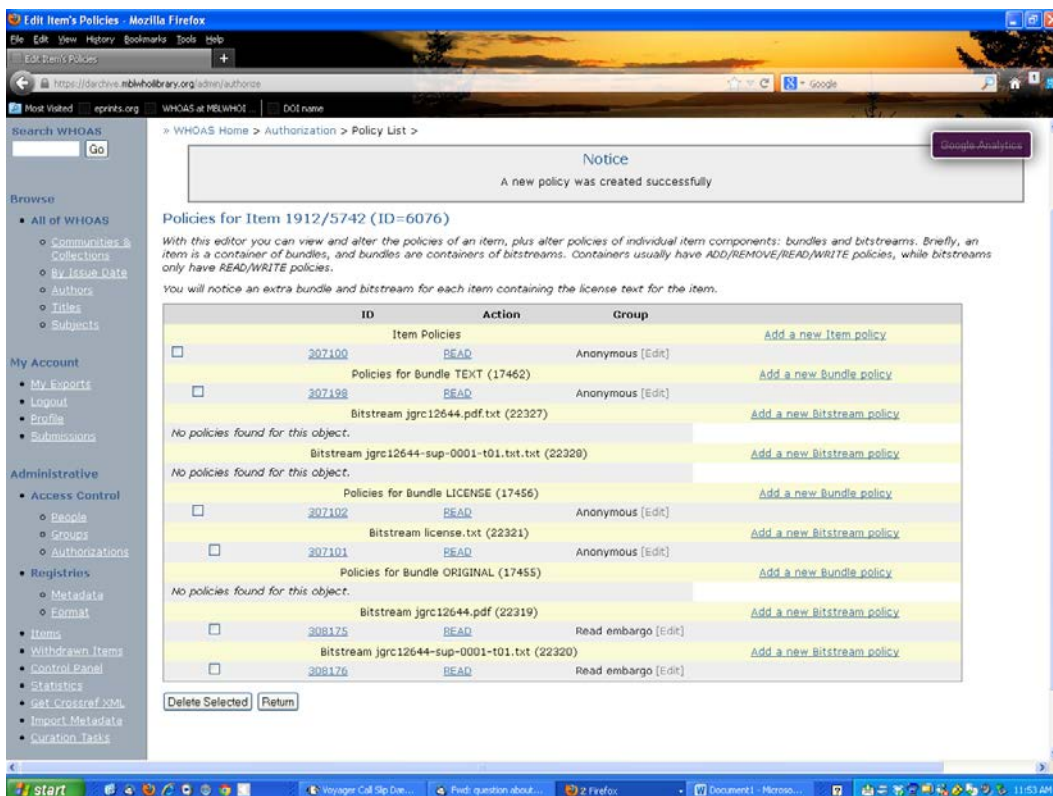 Edit Item's Policies - Mozilla Firefox
File Edit View History Bookmarks Tools Help
Edit Item's Policies +
https://darchive.mblwholibrary.org/admin/authorize
Google
Most Visited eprints.org WHOAS at MBLWHOI ... DOI name
Search WHOAS
Go
Browse
All of WHOAS
Communities & Collections
By Issue Date
Authors
Titles
Subjects
My Account
My Exports
Logout
Profile
Submissions
Administrative
Access Control
People
Groups
Authorizations
Registries
Metadata
Format
Items
Withdrawn Items
Control Panel
Statistics
Get Crossref XML
Import Metadata
Curation Tasks
» WHOAS Home > Authorization > Policy List >
Google Analytics
Notice
A new policy was created successfully
Policies for Item 1912/5742 (ID=6076)
With this editor you can view and alter the policies of an item, plus alter policies of individual item components: bundles and bitstreams. Briefly, an
item is a container of bundles, and bundles are containers of bitstreams. Containers usually have ADD/REMOVE/READ/WRITE policies, while bitstreams
only have READ/WRITE policies.
You will notice an extra bundle and bitstream for each item containing the license text for the item.
ID Action Group
Item Policies Add a new Item policy
307100 READ Anonymous [Edit]
Policies for Bundle TEXT (17462) Add a new Bundle policy
307198 READ Anonymous [Edit]
Bitstream jgrc12644.pdf.txt (22327) Add a new Bitstream policy
No policies found for this object.
Bitstream jgrc12644-sup-0001-t01.txt.txt (22328) Add a new Bitstream policy
No policies found for this object.
Policies for Bundle LICENSE (17456) Add a new Bundle policy
307102 READ Anonymous [Edit]
Bitstream license.txt (22321) Add a new Bitstream policy
307101 READ Anonymous [Edit]
Policies for Bundle ORIGINAL (17455) Add a new Bundle policy
No policies found for this object.
Bitstream jgrc12644.pdf (22319) Add a new Bitstream policy
308175 READ Read embargo [Edit]
Bitstream jgrc12644-sup-0001-t01.txt (22320) Add a new Bitstream policy
308176 READ Read embargo [Edit]
Delete Selected Return
start Voyager Call Slip Dae... Fwd: question about... 2 Firefox Document1 - Microso... 11:53 AM